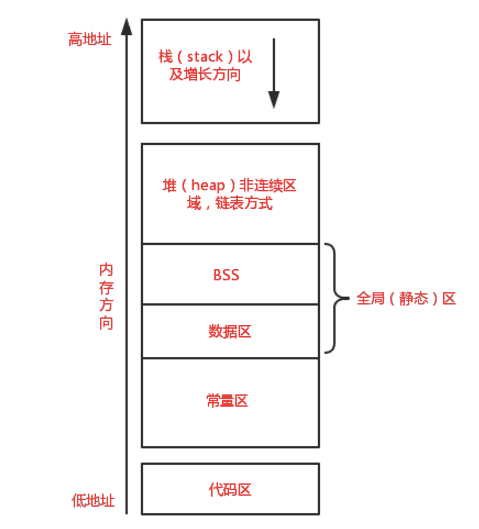 高地址
栈（stack）以
及增长方向
堆（heap）非连续区
域，链表方式
内
存
方
向
BSS
全局（静态）区
数据区
常量区
代码区
低地址